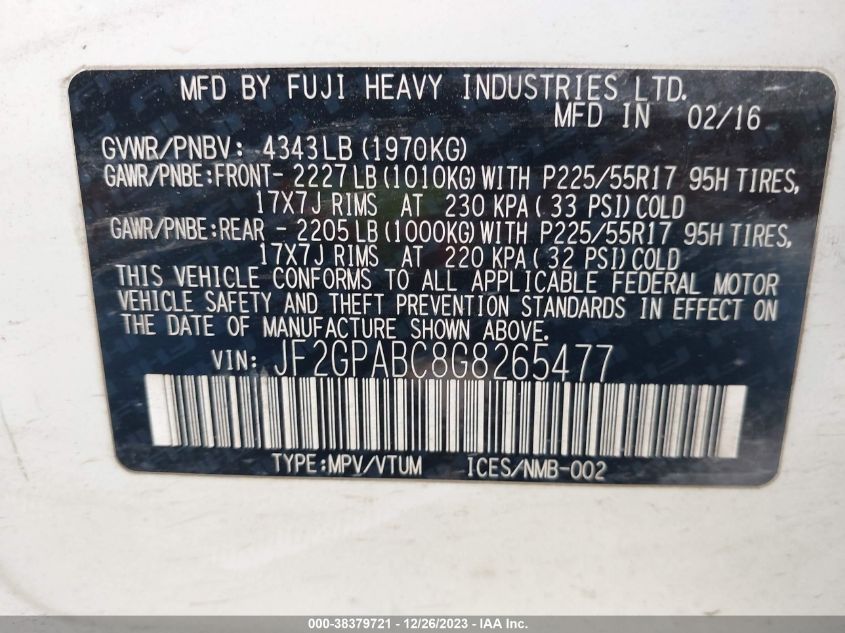 MFD BY FUJI HEAVY INDUSTRIES LTD.
MFD IN 02/16
GVWR/PNBV: 4343LB (1970KG)
GAWR/PNBE:FRONT- 2227LB (1010KG) WITH P225/55R17 95H TIRES,
17X7J RIMS AT 230 KPA ( 33 PSI) COLD
GAWR/PNBE:REAR - 2205LB (1000KG) WITH P225/55R17 95H TIRES,
17X7J RIMS AT 220 KPA ( 32 PSI) COLD
THIS VEHICLE CONFORMS TO ALL APPLICABLE FEDERAL MOTOR
VEHICLE SAFETY AND THEFT PREVENTION STANDARDS IN EFFECT ON
THE DATE OF MANUFACTURE SHOWN ABOVE.
VIN: JF2GPABC8G8265477
TYPE:MPV/VTUM ICES/NMB-002
000-38379721 - 12/26/2023 - IAA Inc.